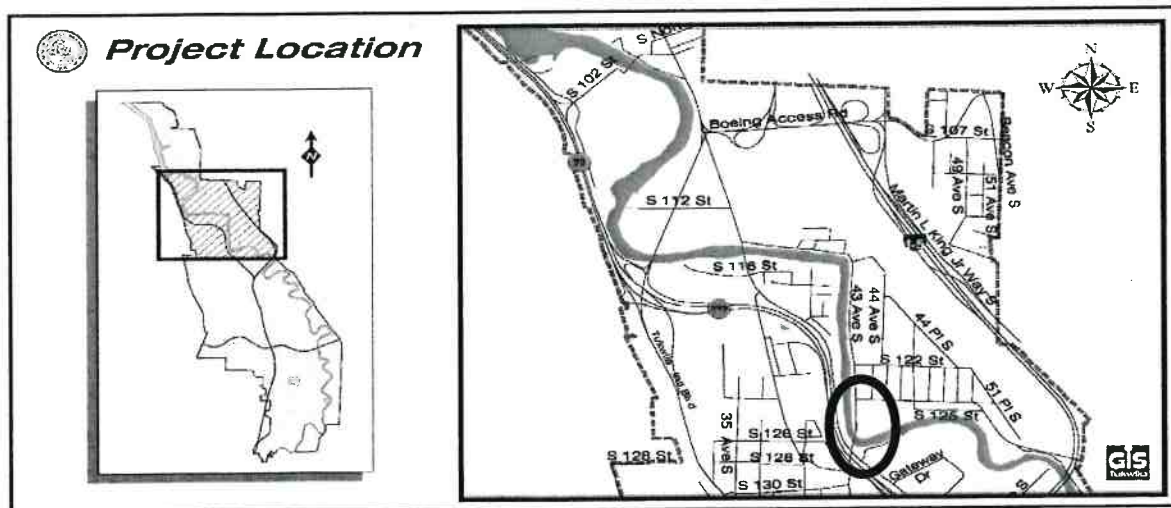 Project Location
N
N
W E
S
S 102 St
Boeing Access Rd
S 107 St
Beacon Ave S
49 Ave S
51 Ave S
S 112 St
Martin L King Jr Way S
S 116 St
43 Ave S
44 Ave S
44 Pl S
S 122 St
51 Pl S
35 Ave S
S 126 St
S 126 St
S 128 St
S 128 St
S 130 St
Gateway Dr
GIS
Tukwila